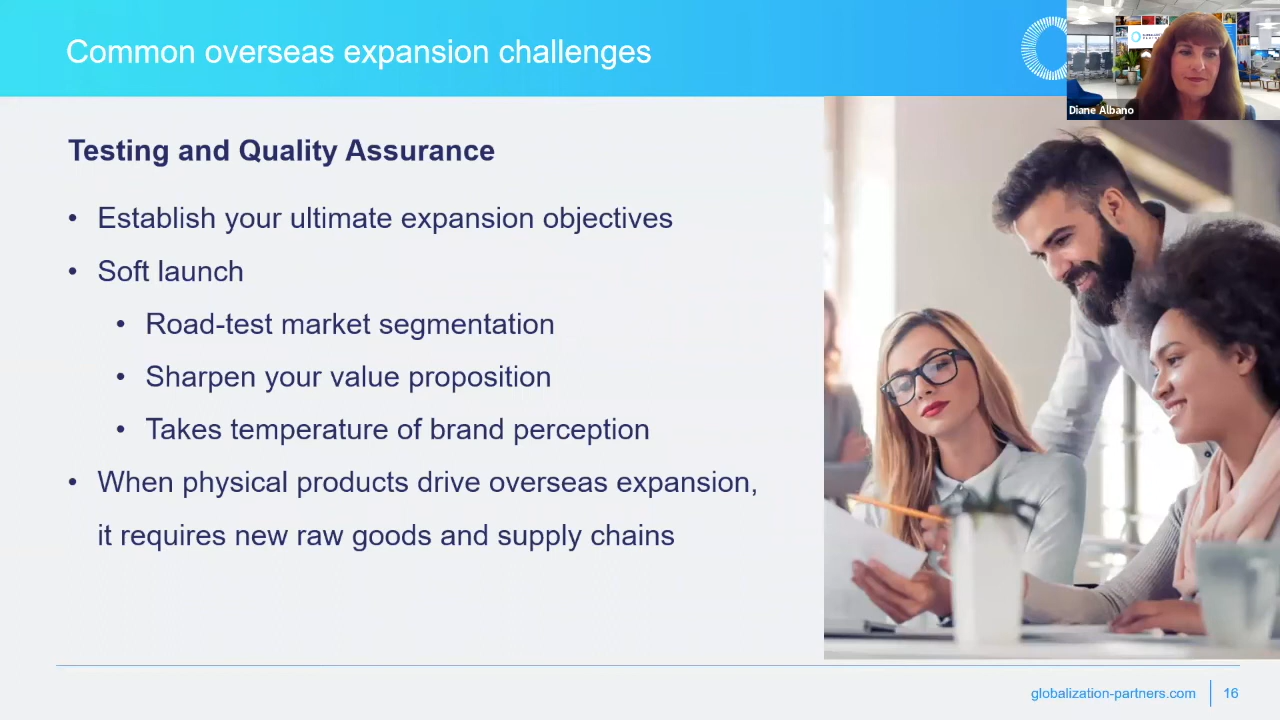 Common overseas expansion challenges
Diane Albano
Testing and Quality Assurance
• Establish your ultimate expansion objectives
• Soft launch
• Road-test market segmentation
• Sharpen your value proposition
• Takes temperature of brand perception
• When physical products drive overseas expansion,
it requires new raw goods and supply chains
globalization-partners.com
16